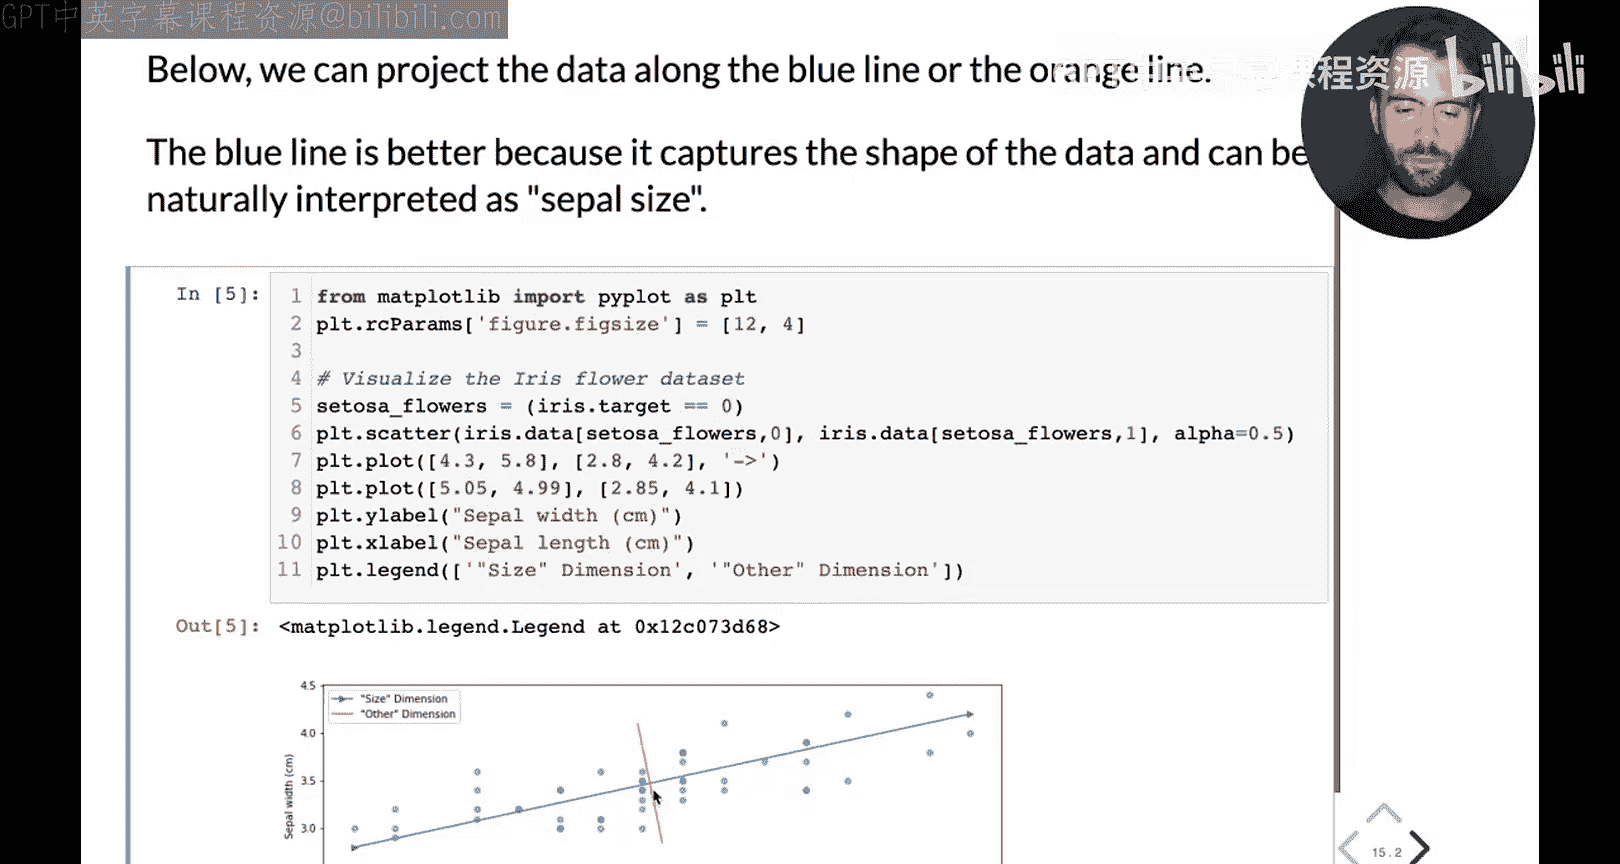 GPT中英字幕课程资源@bilibili.com
Below, we can project the data along the blue line or the orange line.
课程资源 bilibili
The blue line is better because it captures the shape of the data and can be
naturally interpreted as "sepal size".
In [5]:
1 from matplotlib import pyplot as plt
2 plt.rcParams['figure.figsize'] = [12, 4]
3
4 # Visualize the Iris flower dataset
5 setosa_flowers = (iris.target == 0)
6 plt.scatter(iris.data[setosa_flowers,0], iris.data[setosa_flowers,1], alpha=0.5)
7 plt.plot([4.3, 5.8], [2.8, 4.2], '->')
8 plt.plot([5.05, 4.99], [2.85, 4.1])
9 plt.ylabel("Sepal width (cm)")
10 plt.xlabel("Sepal length (cm)")
11 plt.legend(['"Size" Dimension', '"Other" Dimension'])
Out[5]: <matplotlib.legend.Legend at 0x12c073d68>
4.5
"Size" Dimension
"Other" Dimension
4.0
3.5
3.0
Sepal width (cm)
15.2